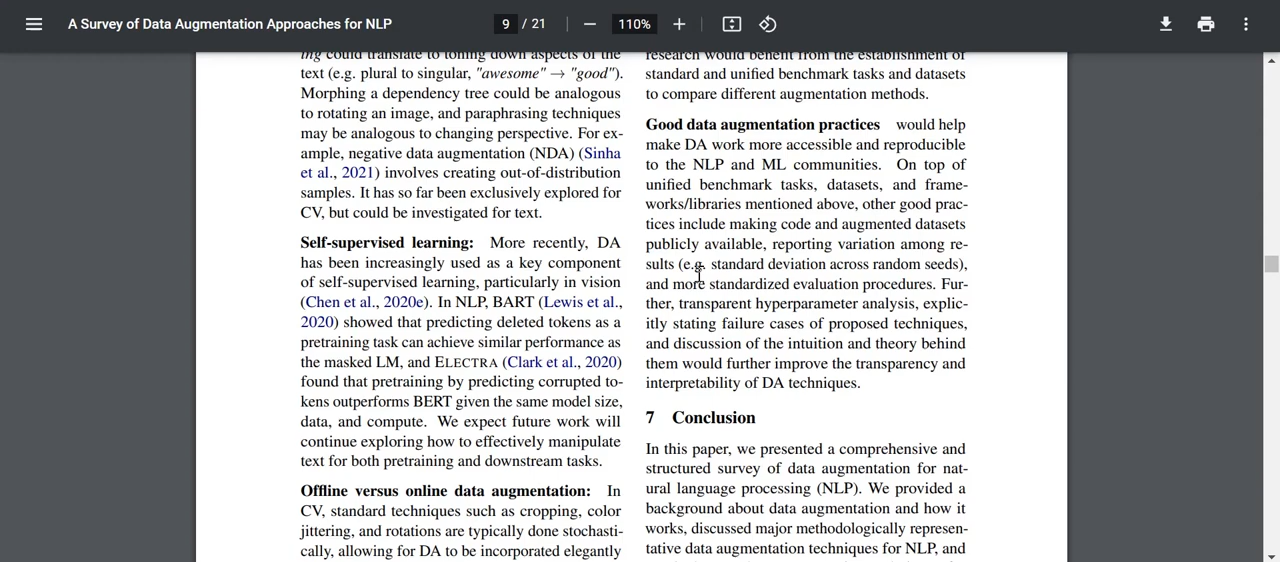 A Survey of Data Augmentation Approaches for NLP
9 / 21
110%
ing could translate to toning down aspects of the
text (e.g. plural to singular, "awesome" → "good").
Morphing a dependency tree could be analogous
to rotating an image, and paraphrasing techniques
may be analogous to changing perspective. For ex-
ample, negative data augmentation (NDA) (Sinha
et al., 2021) involves creating out-of-distribution
samples. It has so far been exclusively explored for
CV, but could be investigated for text.
Self-supervised learning: More recently, DA
has been increasingly used as a key component
of self-supervised learning, particularly in vision
(Chen et al., 2020e). In NLP, BART (Lewis et al.,
2020) showed that predicting deleted tokens as a
pretraining task can achieve similar performance as
the masked LM, and ELECTRA (Clark et al., 2020)
found that pretraining by predicting corrupted to-
kens outperforms BERT given the same model size,
data, and compute. We expect future work will
continue exploring how to effectively manipulate
text for both pretraining and downstream tasks.
Offline versus online data augmentation: In
CV, standard techniques such as cropping, color
jittering, and rotations are typically done stochasti-
cally, allowing for DA to be incorporated elegantly
research would benefit from the establishment of
standard and unified benchmark tasks and datasets
to compare different augmentation methods.
Good data augmentation practices would help
make DA work more accessible and reproducible
to the NLP and ML communities. On top of
unified benchmark tasks, datasets, and frame-
works/libraries mentioned above, other good prac-
tices include making code and augmented datasets
publicly available, reporting variation among re-
sults (e.g. standard deviation across random seeds),
and more standardized evaluation procedures. Fur-
ther, transparent hyperparameter analysis, explic-
itly stating failure cases of proposed techniques,
and discussion of the intuition and theory behind
them would further improve the transparency and
interpretability of DA techniques.
7 Conclusion
In this paper, we presented a comprehensive and
structured survey of data augmentation for nat-
ural language processing (NLP). We provided a
background about data augmentation and how it
works, discussed major methodologically represen-
tative data augmentation techniques for NLP, and